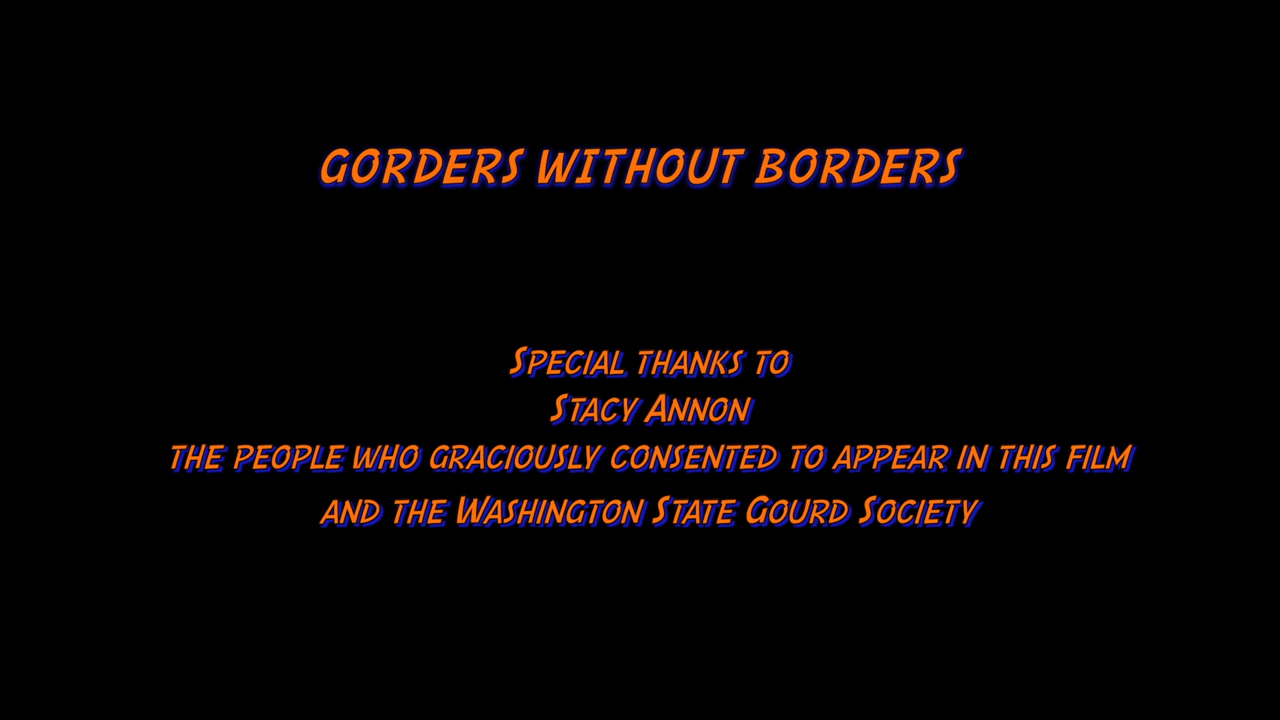 GORDERS WITHOUT BORDERS
SPECIAL THANKS TO
STACY ANNON
THE PEOPLE WHO GRACIOUSLY CONSENTED TO APPEAR IN THIS FILM
AND THE WASHINGTON STATE GOURD SOCIETY